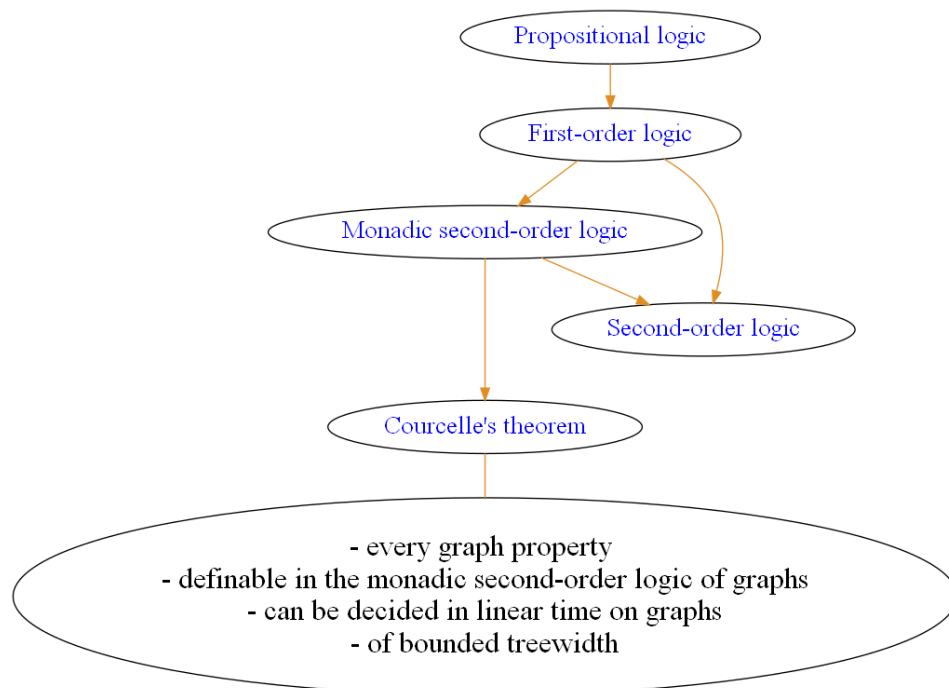 Propositional logic
First-order logic
Monadic second-order logic
Second-order logic
Courcelle's theorem
- every graph property
- definable in the monadic second-order logic of graphs
- can be decided in linear time on graphs
- of bounded treewidth